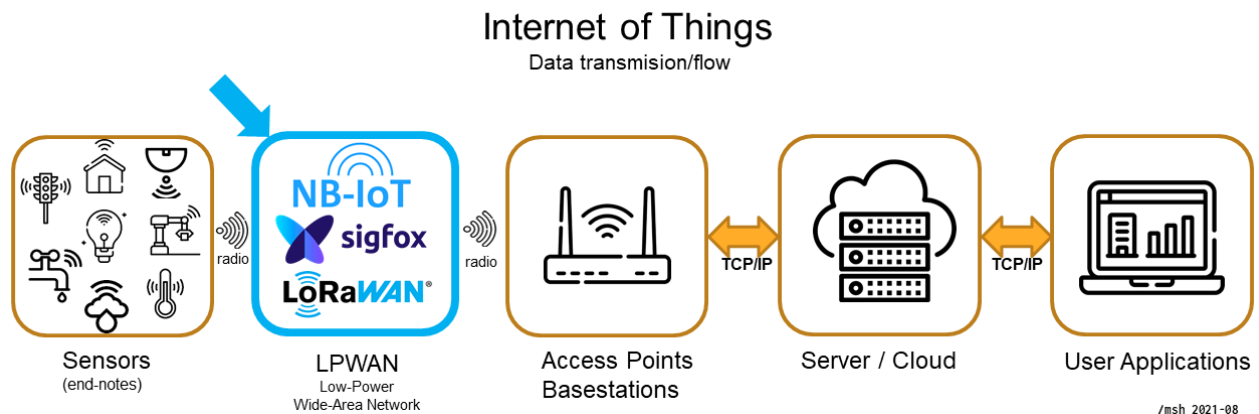 Internet of Things
Data transmision/flow
NB-IoT
sigfox
LoRaWAN®
radio
radio
TCP/IP
TCP/IP
Sensors
(end-notes)
LPWAN
Low-Power
Wide-Area Network
Access Points
Basestations
Server / Cloud
User Applications
/msh 2021-08